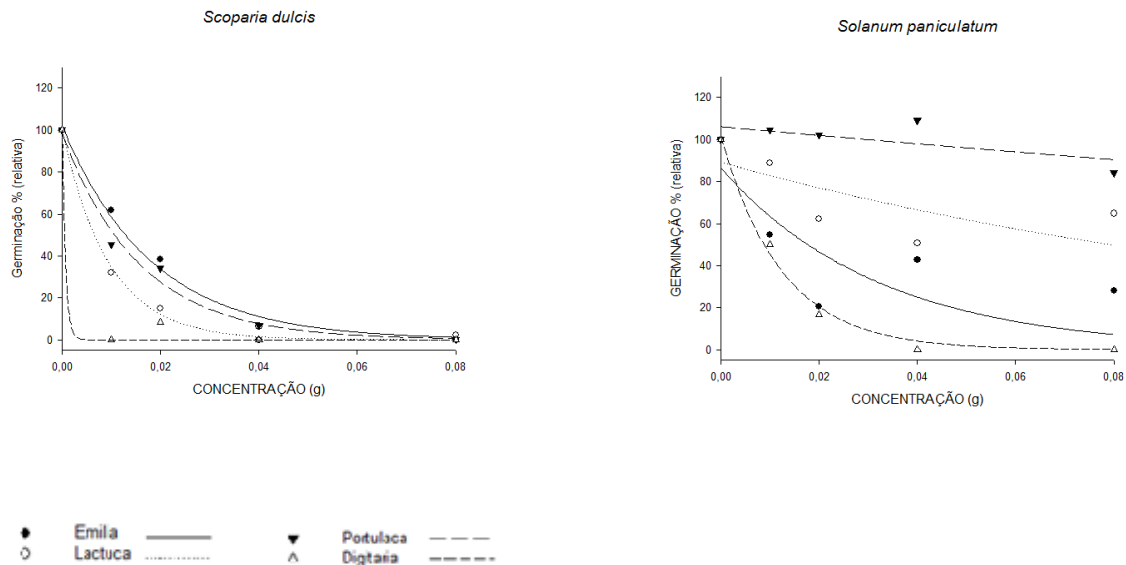 Scoparia dulcis
Solanum paniculatum
Germinação % (relativa)
120
100
80
60
40
20
0
0,00 0,02 0,04 0,06 0,08
CONCENTRAÇÃO (g)
GERMINAÇÃO % (relativa)
120
100
80
60
40
20
0
0,00 0,02 0,04 0,06 0,08
CONCENTRAÇÃO (g)
Emilia Portulaca
Lactuca Digtaria